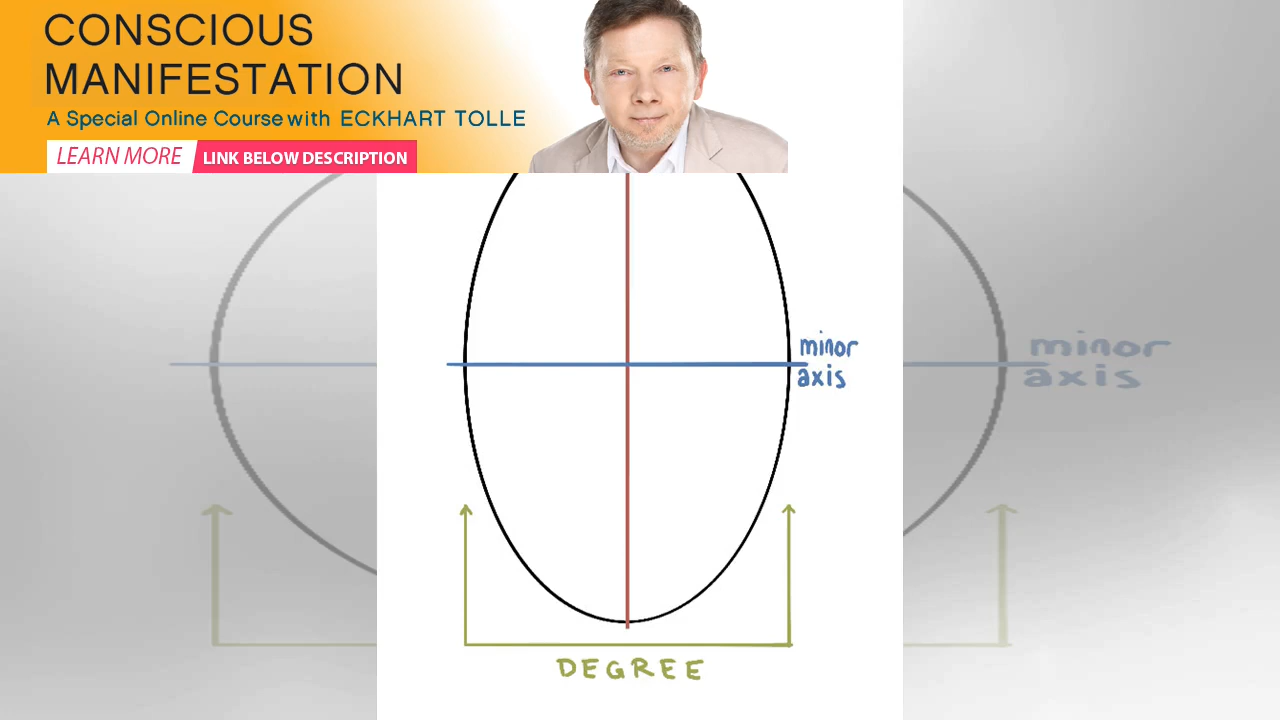 CONSCIOUS
MANIFESTATION
A Special Online Course with ECKHART TOLLE
LEARN MORE LINK BELOW DESCRIPTION
minor
axis
minor
axis
DEGREE